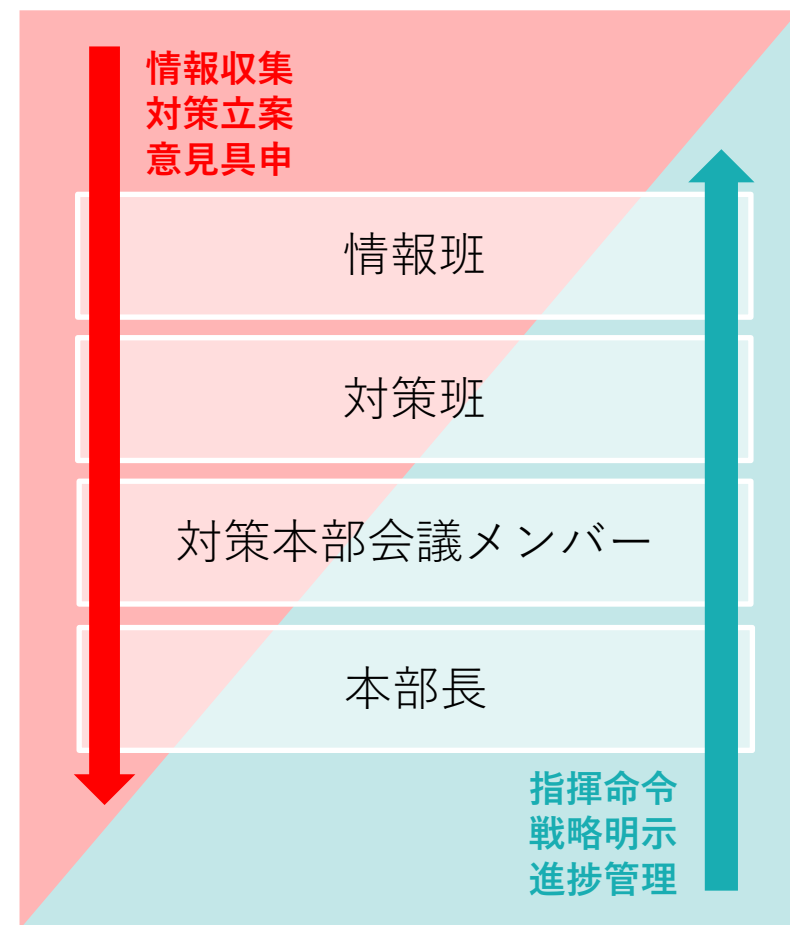 情報収集
対策立案
意見具申
情報班
対策班
対策本部会議メンバー
本部長
指揮命令
戦略明示
進捗管理